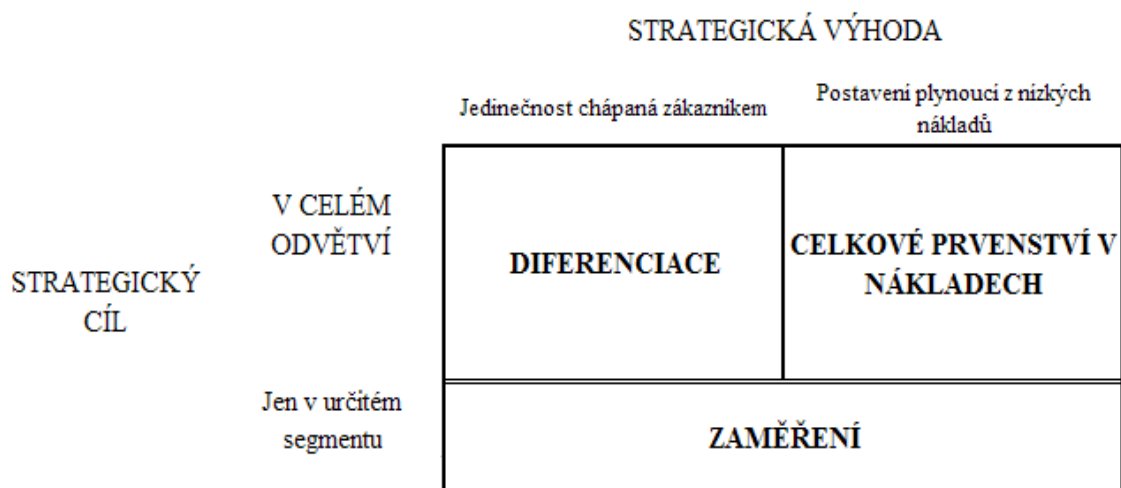 STRATEGICKÁ VÝHODA
Jedinečnost chápaná zákazníkem
Postavení plynoucí z nízkých
nákladů
V CELÉM
ODVĚTVÍ
DIFERENCIACE
CELKOVÉ PRVENSTVÍ V
NÁKLADECH
STRATEGICKÝ
CÍL
Jen v určitém
segmentu
ZAMĚŘENÍ